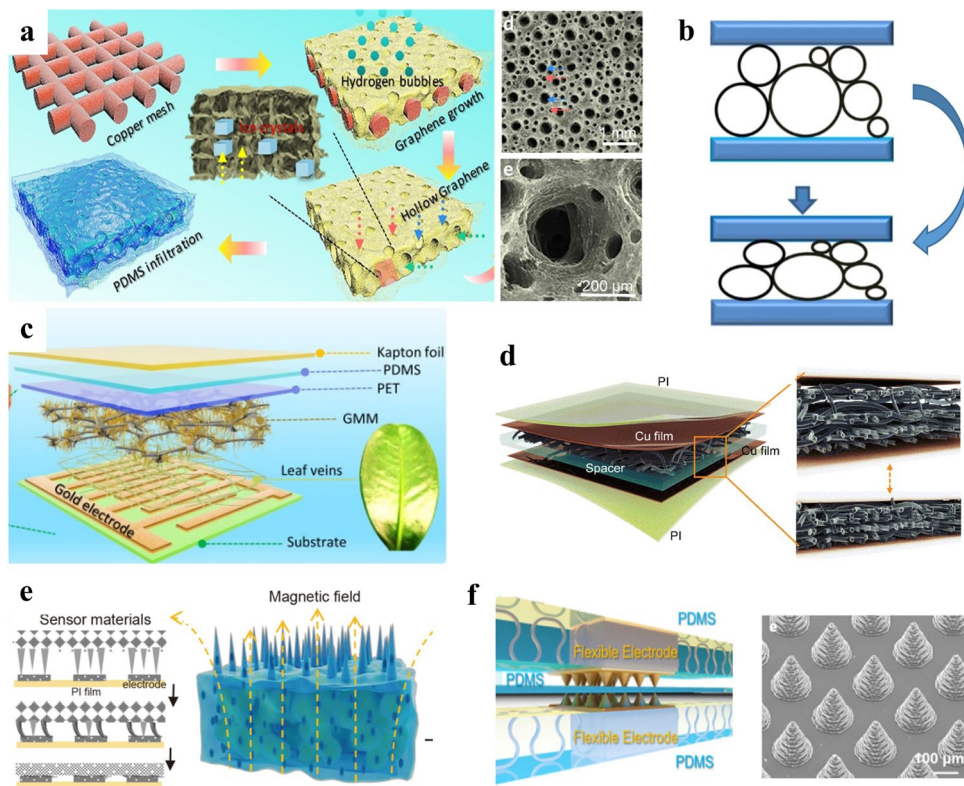 a
Copper mesh
Hydrogen bubbles
Graphene growth
Ice crystals
Hollow Graphene
PDMS infiltration
d
1 mm
e
200 μm
b
c
Kapton foil
PDMS
PET
GMM
Leaf veins
Gold electrode
Substrate
d
PI
Cu film
Spacer
Cu film
PI
e
Sensor materials
PI film
electrode
Magnetic field
f
PDMS
Flexible Electrode
PDMS
Flexible Electrode
PDMS
e
100 μm